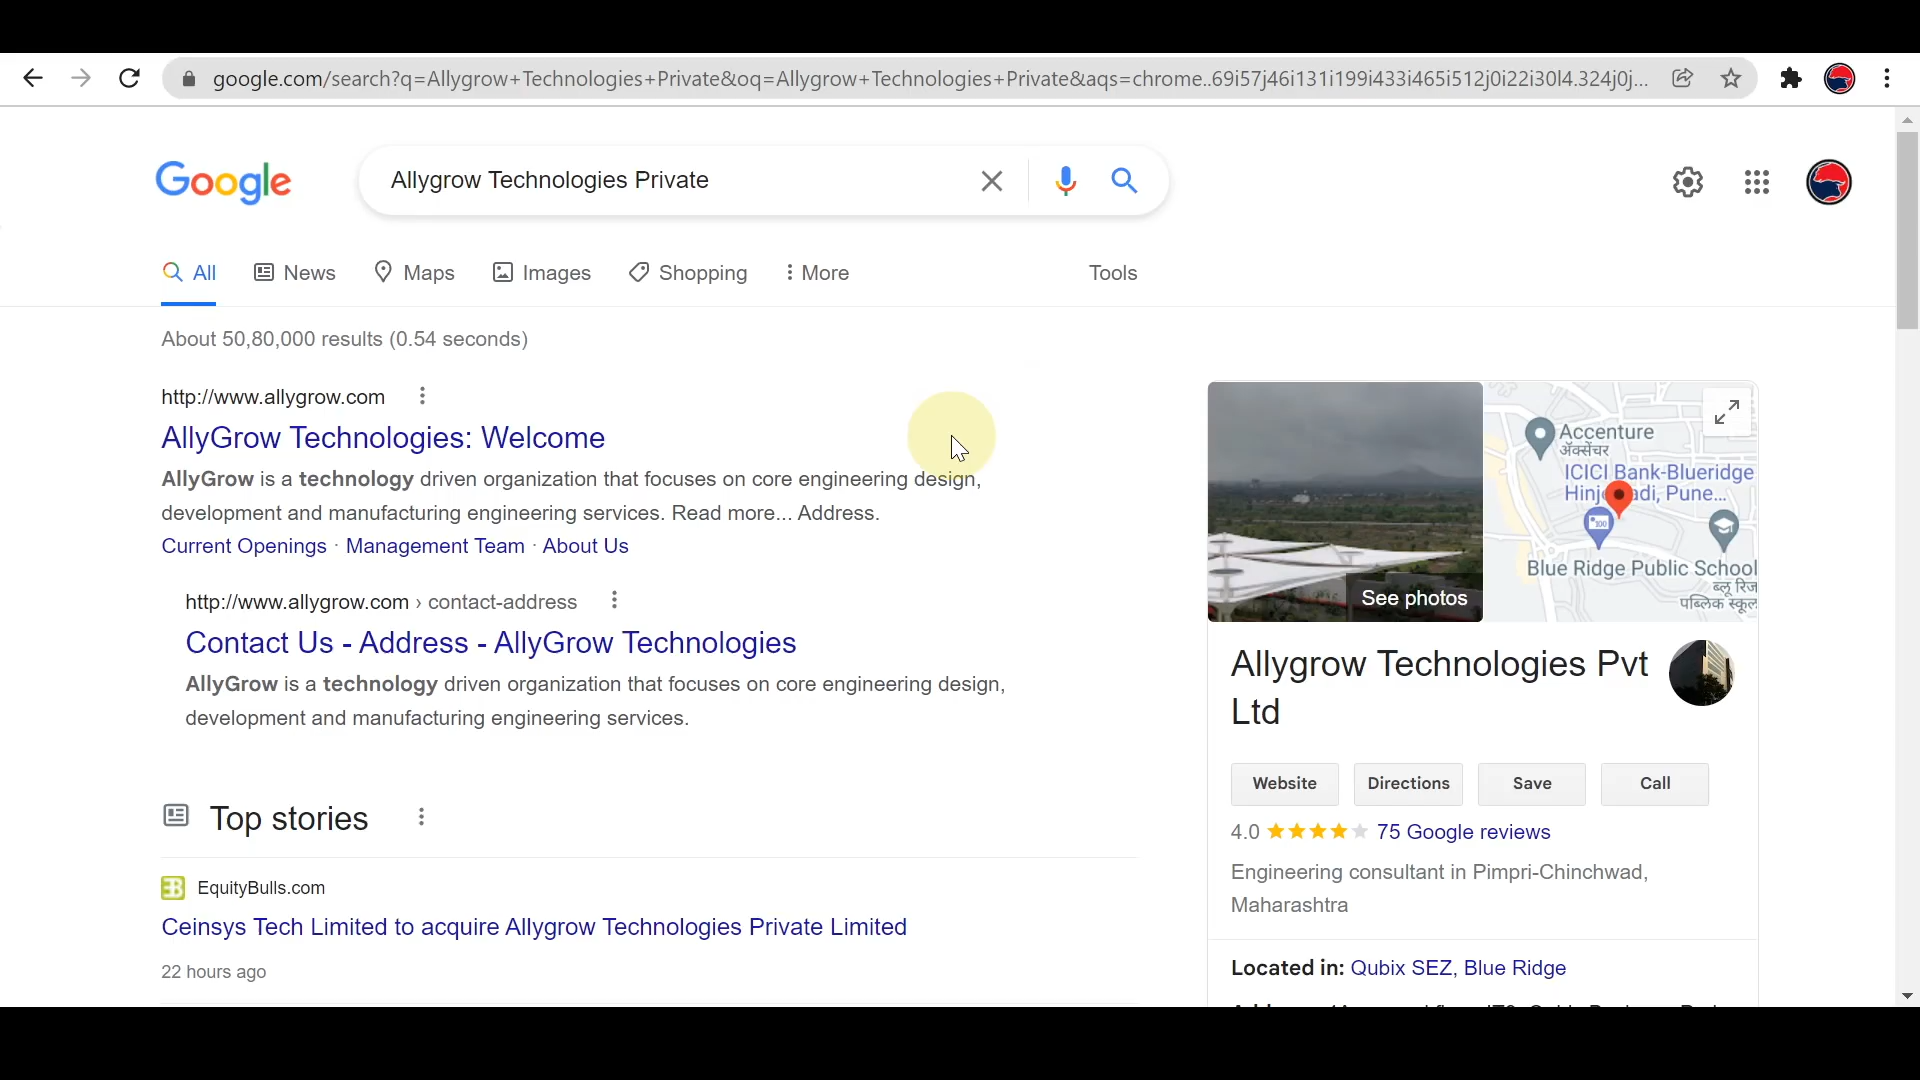 google.com/search?q=Allygrow+Technologies+Private&oq=Allygrow+Technologies+Private&aqs=chrome..69i57j46i131i199i433i465i512j0i22i30l4.324j0j...
Google
Allygrow Technologies Private
All
News
Maps
Images
Shopping
More
Tools
About 50,80,000 results (0.54 seconds)
http://www.allygrow.com
AllyGrow Technologies: Welcome
AllyGrow is a technology driven organization that focuses on core engineering design,
development and manufacturing engineering services. Read more... Address.
Current Openings · Management Team · About Us
http://www.allygrow.com › contact-address
Contact Us - Address - AllyGrow Technologies
AllyGrow is a technology driven organization that focuses on core engineering design,
development and manufacturing engineering services.
Top stories
EquityBulls.com
Ceinsys Tech Limited to acquire Allygrow Technologies Private Limited
22 hours ago
See photos
Accenture
ॲक्सेंचर
ICICI Bank-Blueridge
Pune...
100
Blue Ridge Public School
ब्लू रिज
पब्लिक स्कूल
Allygrow Technologies Pvt
Ltd
Website
Directions
Save
Call
4.0
75 Google reviews
Engineering consultant in Pimpri-Chinchwad,
Maharashtra
Located in: Qubix SEZ, Blue Ridge